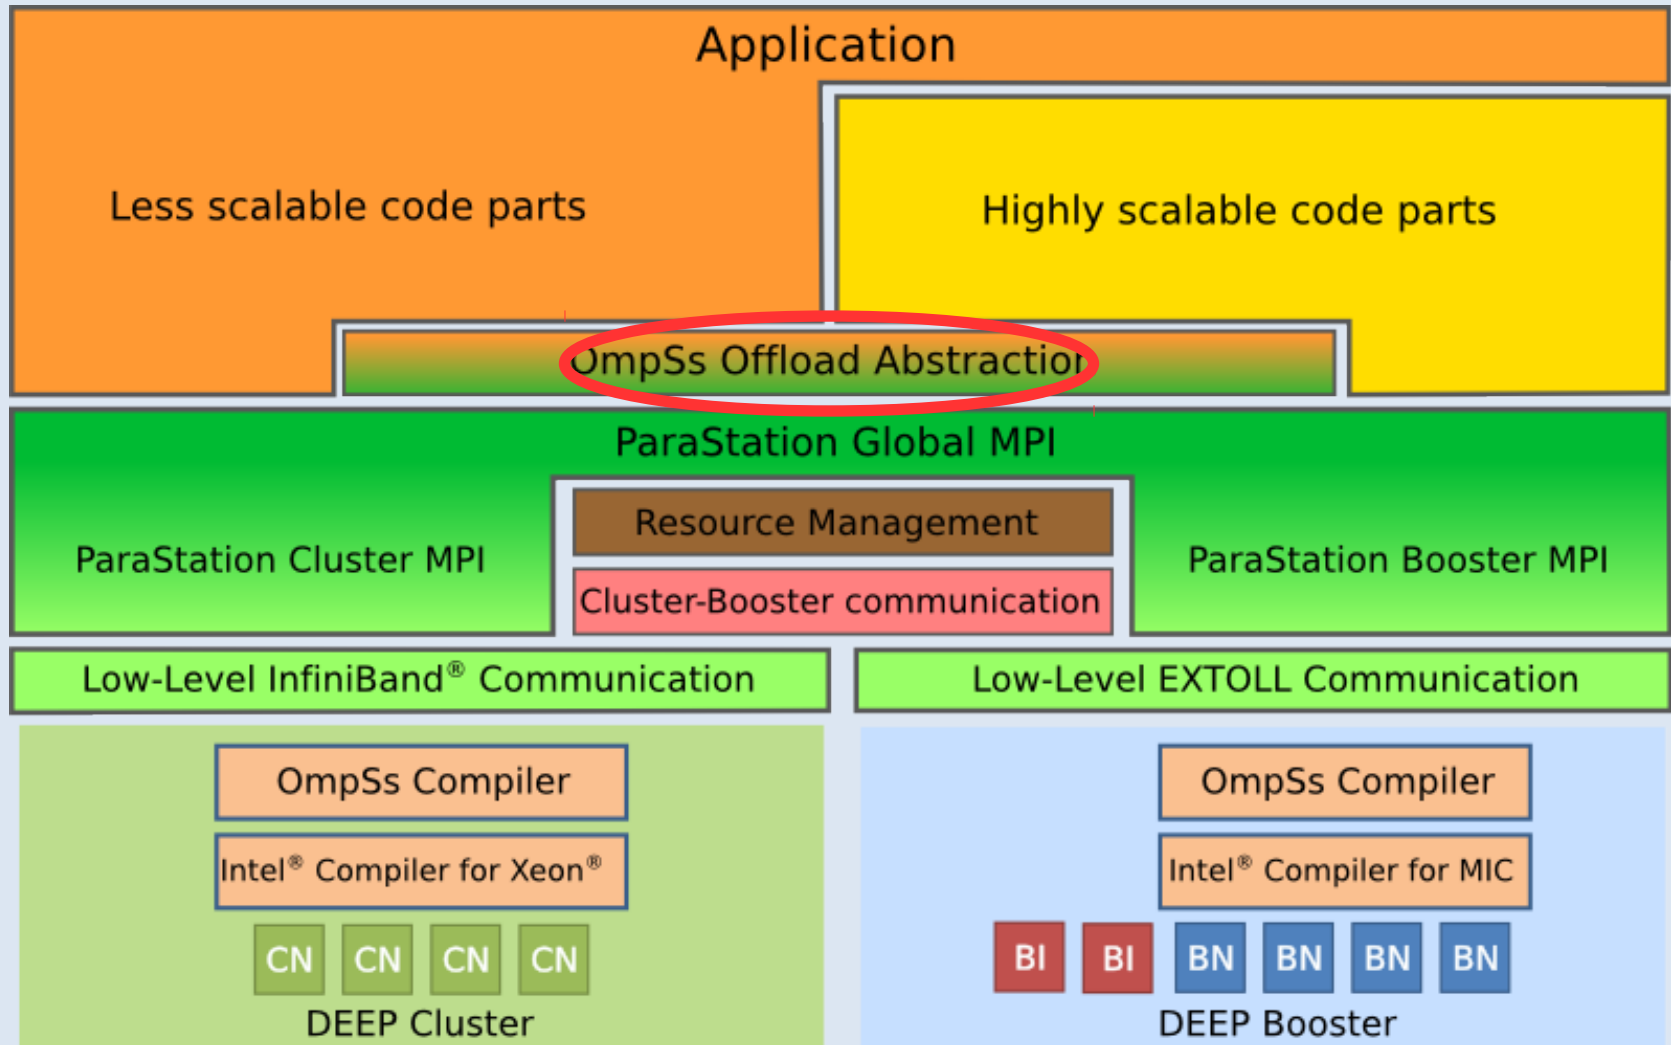 Application
Less scalable code parts
Highly scalable code parts
OmpSs Offload Abstraction
ParaStation Global MPI
Resource Management
ParaStation Cluster MPI
ParaStation Booster MPI
Cluster-Booster communication
Low-Level InfiniBand® Communication
Low-Level EXTOLL Communication
OmpSs Compiler
OmpSs Compiler
Intel® Compiler for Xeon®
Intel® Compiler for MIC
CN CN CN CN
BI BI BN BN BN BN
DEEP Cluster
DEEP Booster